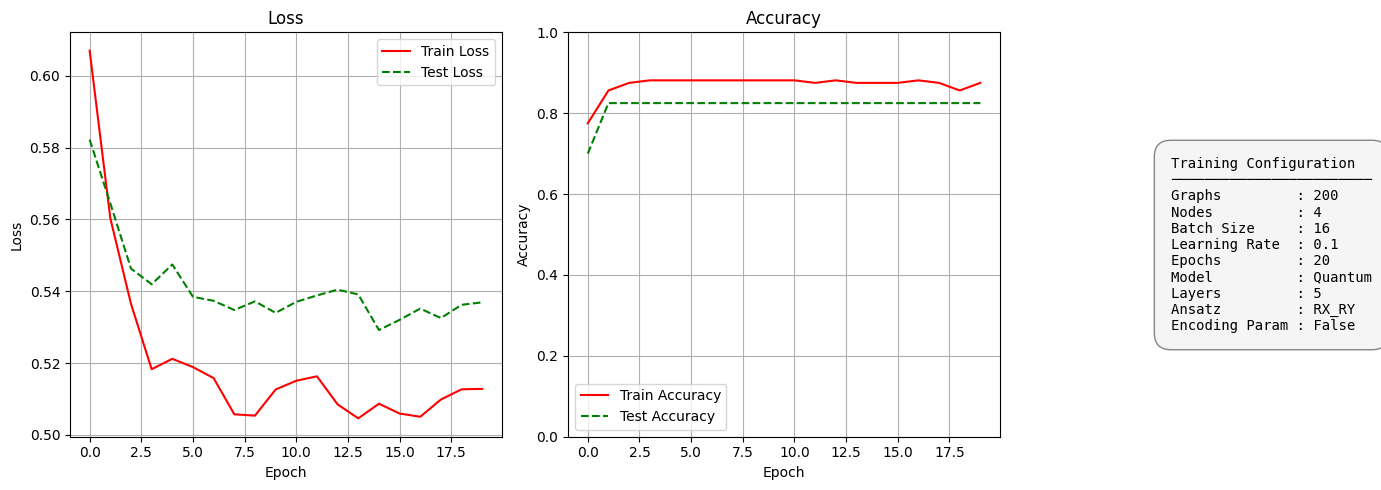 Loss
Train Loss
Test Loss
0.60
0.58
0.56
0.54
0.52
0.50
Loss
0.0 2.5 5.0 7.5 10.0 12.5 15.0 17.5
Epoch
Accuracy
1.0
0.8
0.6
0.4
0.2
0.0
Accuracy
Train Accuracy
Test Accuracy
0.0 2.5 5.0 7.5 10.0 12.5 15.0 17.5
Epoch
Training Configuration
Graphs : 200
Nodes : 4
Batch Size : 16
Learning Rate : 0.1
Epochs : 20
Model : Quantum
Layers : 5
Ansatz : RX_RY
Encoding Param : False